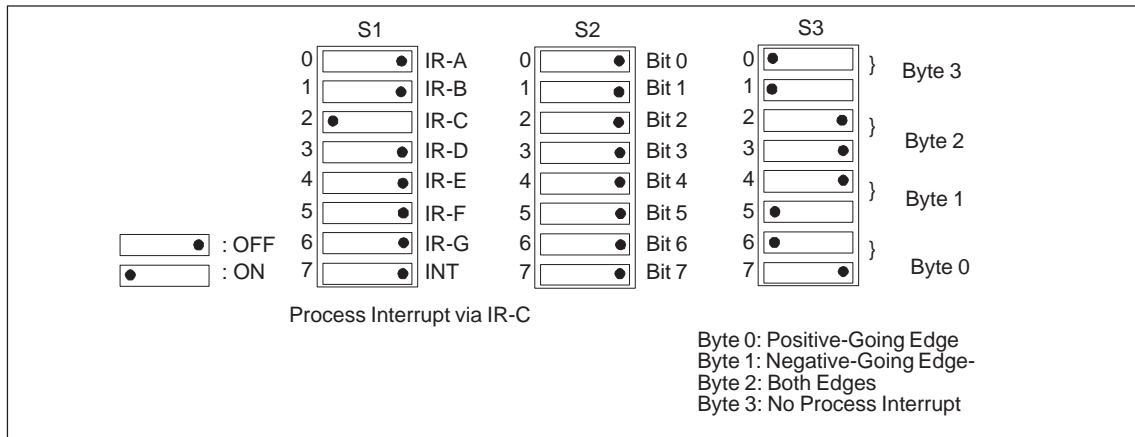 S1 S2 S3
0 IR-A 0 Bit 0 0 } Byte 3
1 IR-B 1 Bit 1 1
2 IR-C 2 Bit 2 2 } Byte 2
3 IR-D 3 Bit 3 3
4 IR-E 4 Bit 4 4 } Byte 1
5 IR-F 5 Bit 5 5
: OFF 6 IR-G 6 Bit 6 6 } Byte 0
: ON 7 INT 7 Bit 7 7
Process Interrupt via IR-C
Byte 0: Positive-Going Edge
Byte 1: Negative-Going Edge-
Byte 2: Both Edges
Byte 3: No Process Interrupt